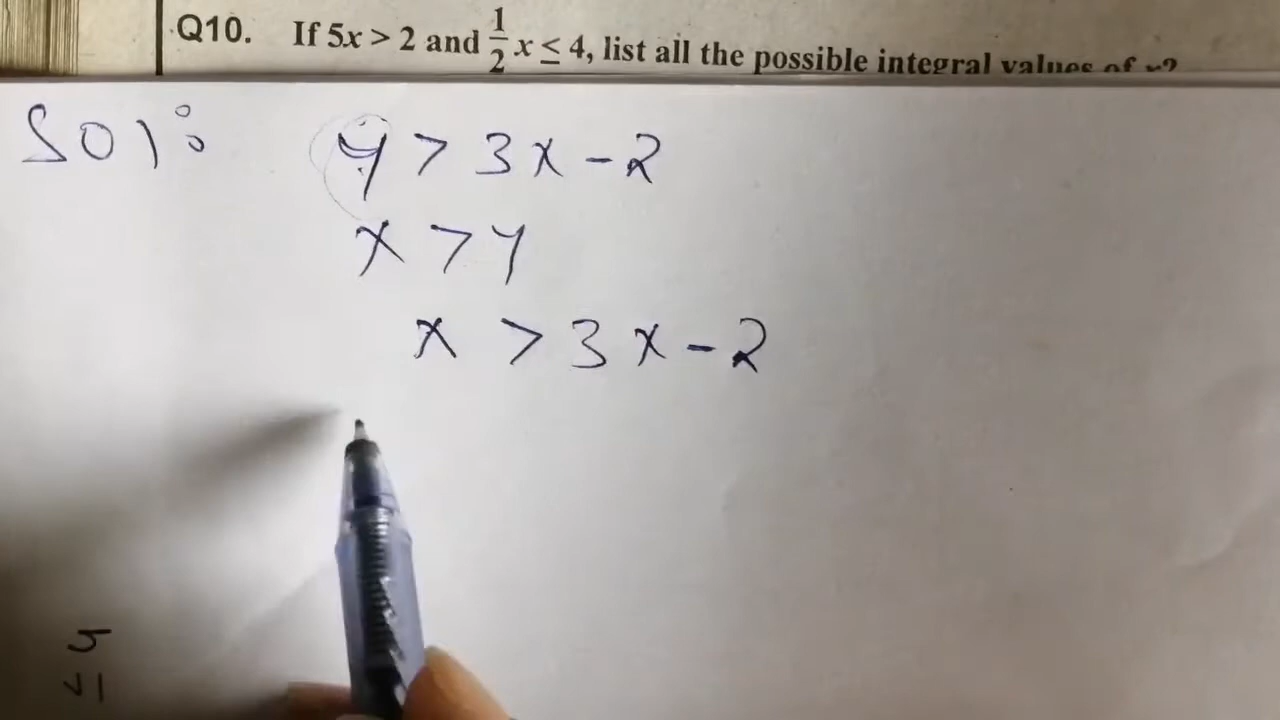 Q10. If 5x > 2 and 1/2 x ≤ 4, list all the possible integral values of x?
Sol:
y > 3x - 2
x > y
x > 3x - 2
≤ 4